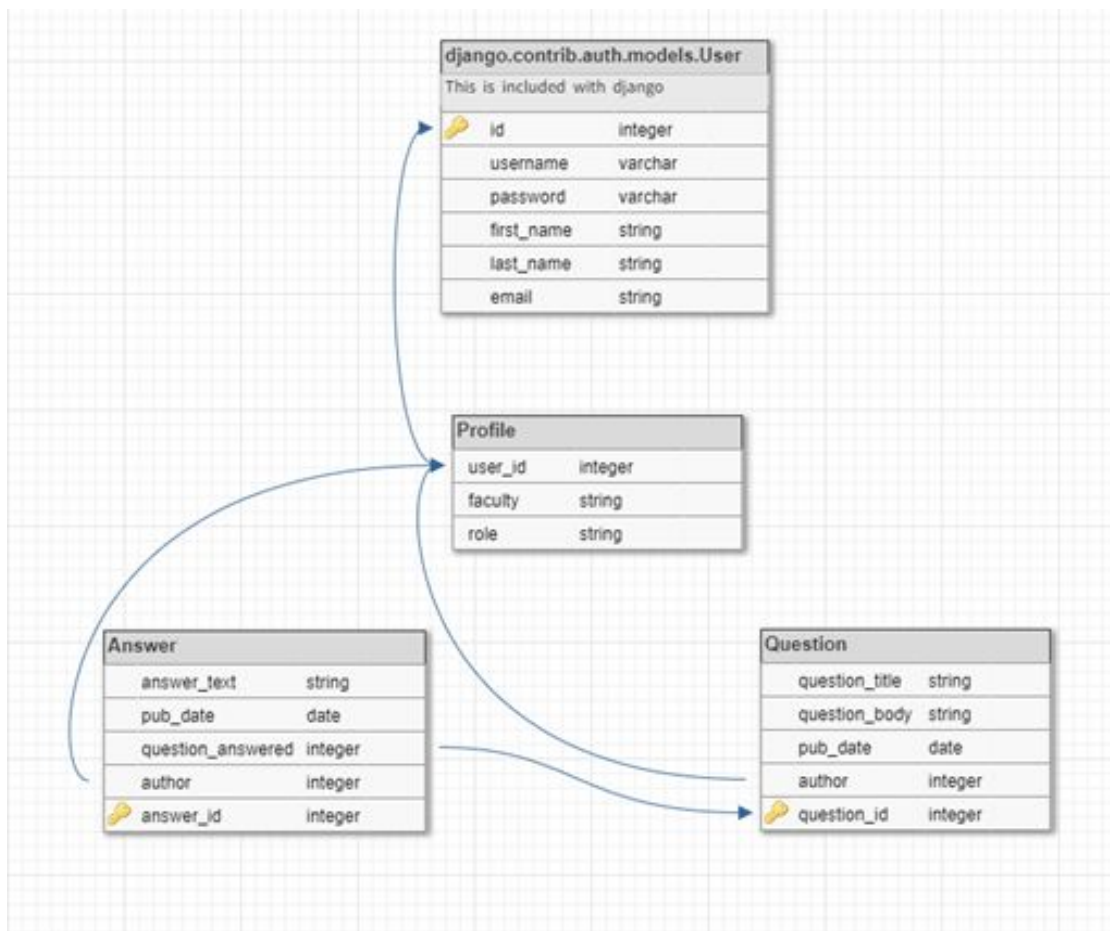 django.contrib.auth.models.User
This is included with django
id integer
username varchar
password varchar
first_name string
last_name string
email string
Profile
user_id integer
faculty string
role string
Answer
answer_text string
pub_date date
question_answered integer
author integer
answer_id integer
Question
question_title string
question_body string
pub_date date
author integer
question_id integer